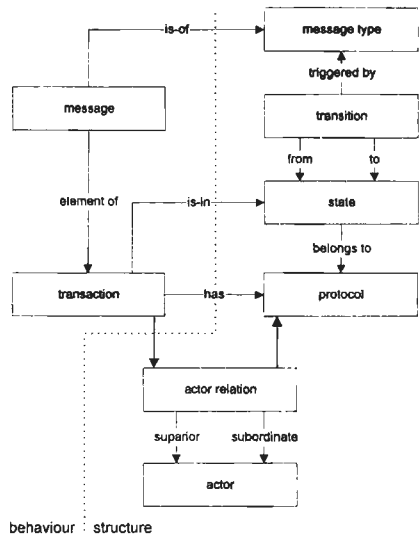 is-of
message type
triggered by
message
transition
from
to
element of
is-in
state
belongs to
transaction
has
protocol
actor relation
superior
subordinate
actor
behaviour
structure